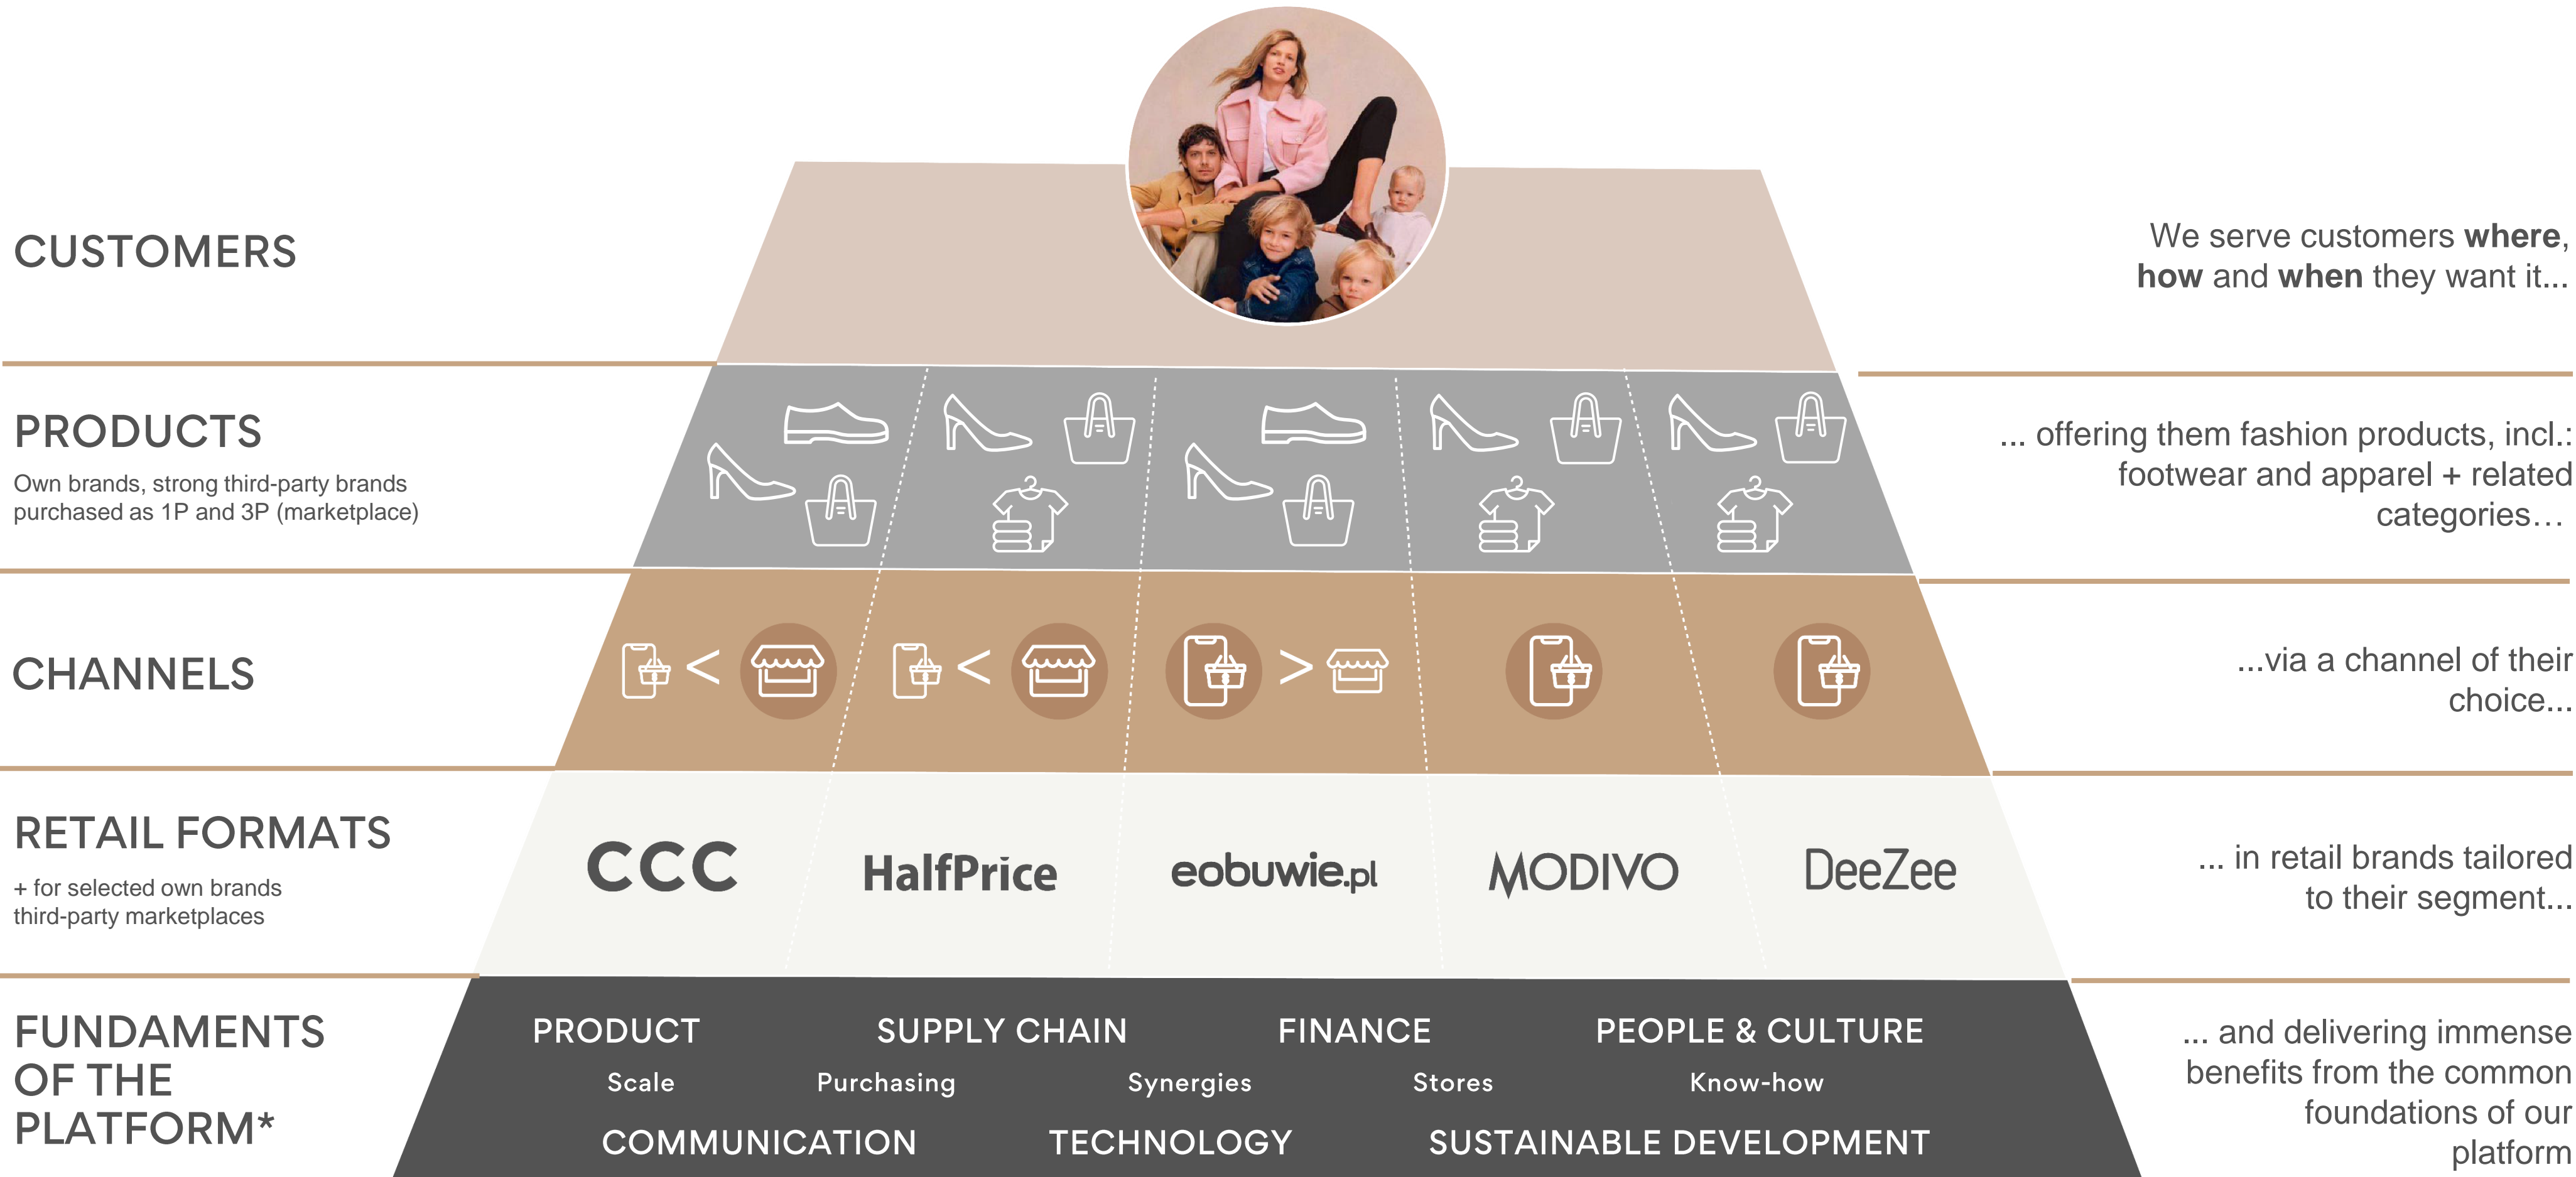 CUSTOMERS
We serve customers where,
how and when they want it...
PRODUCTS
Own brands, strong third-party brands
purchased as 1P and 3P (marketplace)
... offering them fashion products, incl.:
footwear and apparel + related
categories...
CHANNELS
< < >
...via a channel of their
choice...
RETAIL FORMATS
+ for selected own brands
third-party marketplaces
CCC HalfPrice eobuwie.pl MODIVO DeeZee
... in retail brands tailored
to their segment...
FUNDAMENTS
OF THE
PLATFORM*
PRODUCT SUPPLY CHAIN FINANCE PEOPLE & CULTURE
Scale Purchasing Synergies Stores Know-how
COMMUNICATION TECHNOLOGY SUSTAINABLE DEVELOPMENT
... and delivering immense
benefits from the common
foundations of our
platform